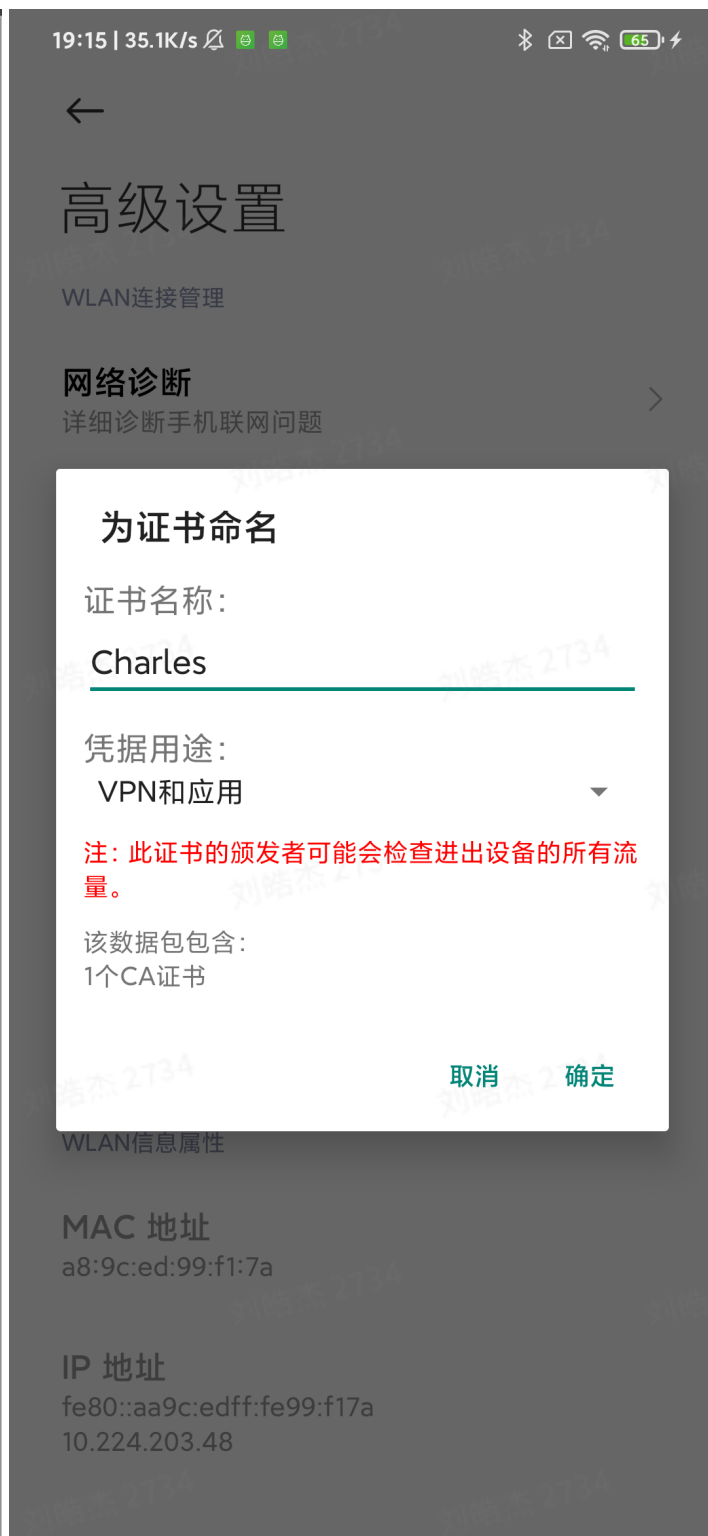 19:15 | 35.1K/s
65
高级设置
WLAN连接管理
网络诊断
详细诊断手机联网问题
为证书命名
证书名称：
Charles
凭据用途：
VPN和应用
注：此证书的颁发者可能会检查进出设备的所有流
量。
该数据包包含：
1个CA证书
取消
确定
WLAN信息属性
MAC 地址
a8:9c:ed:99:f1:7a
IP 地址
fe80::aa9c:edff:fe99:f17a
10.224.203.48
刘皓杰 2734